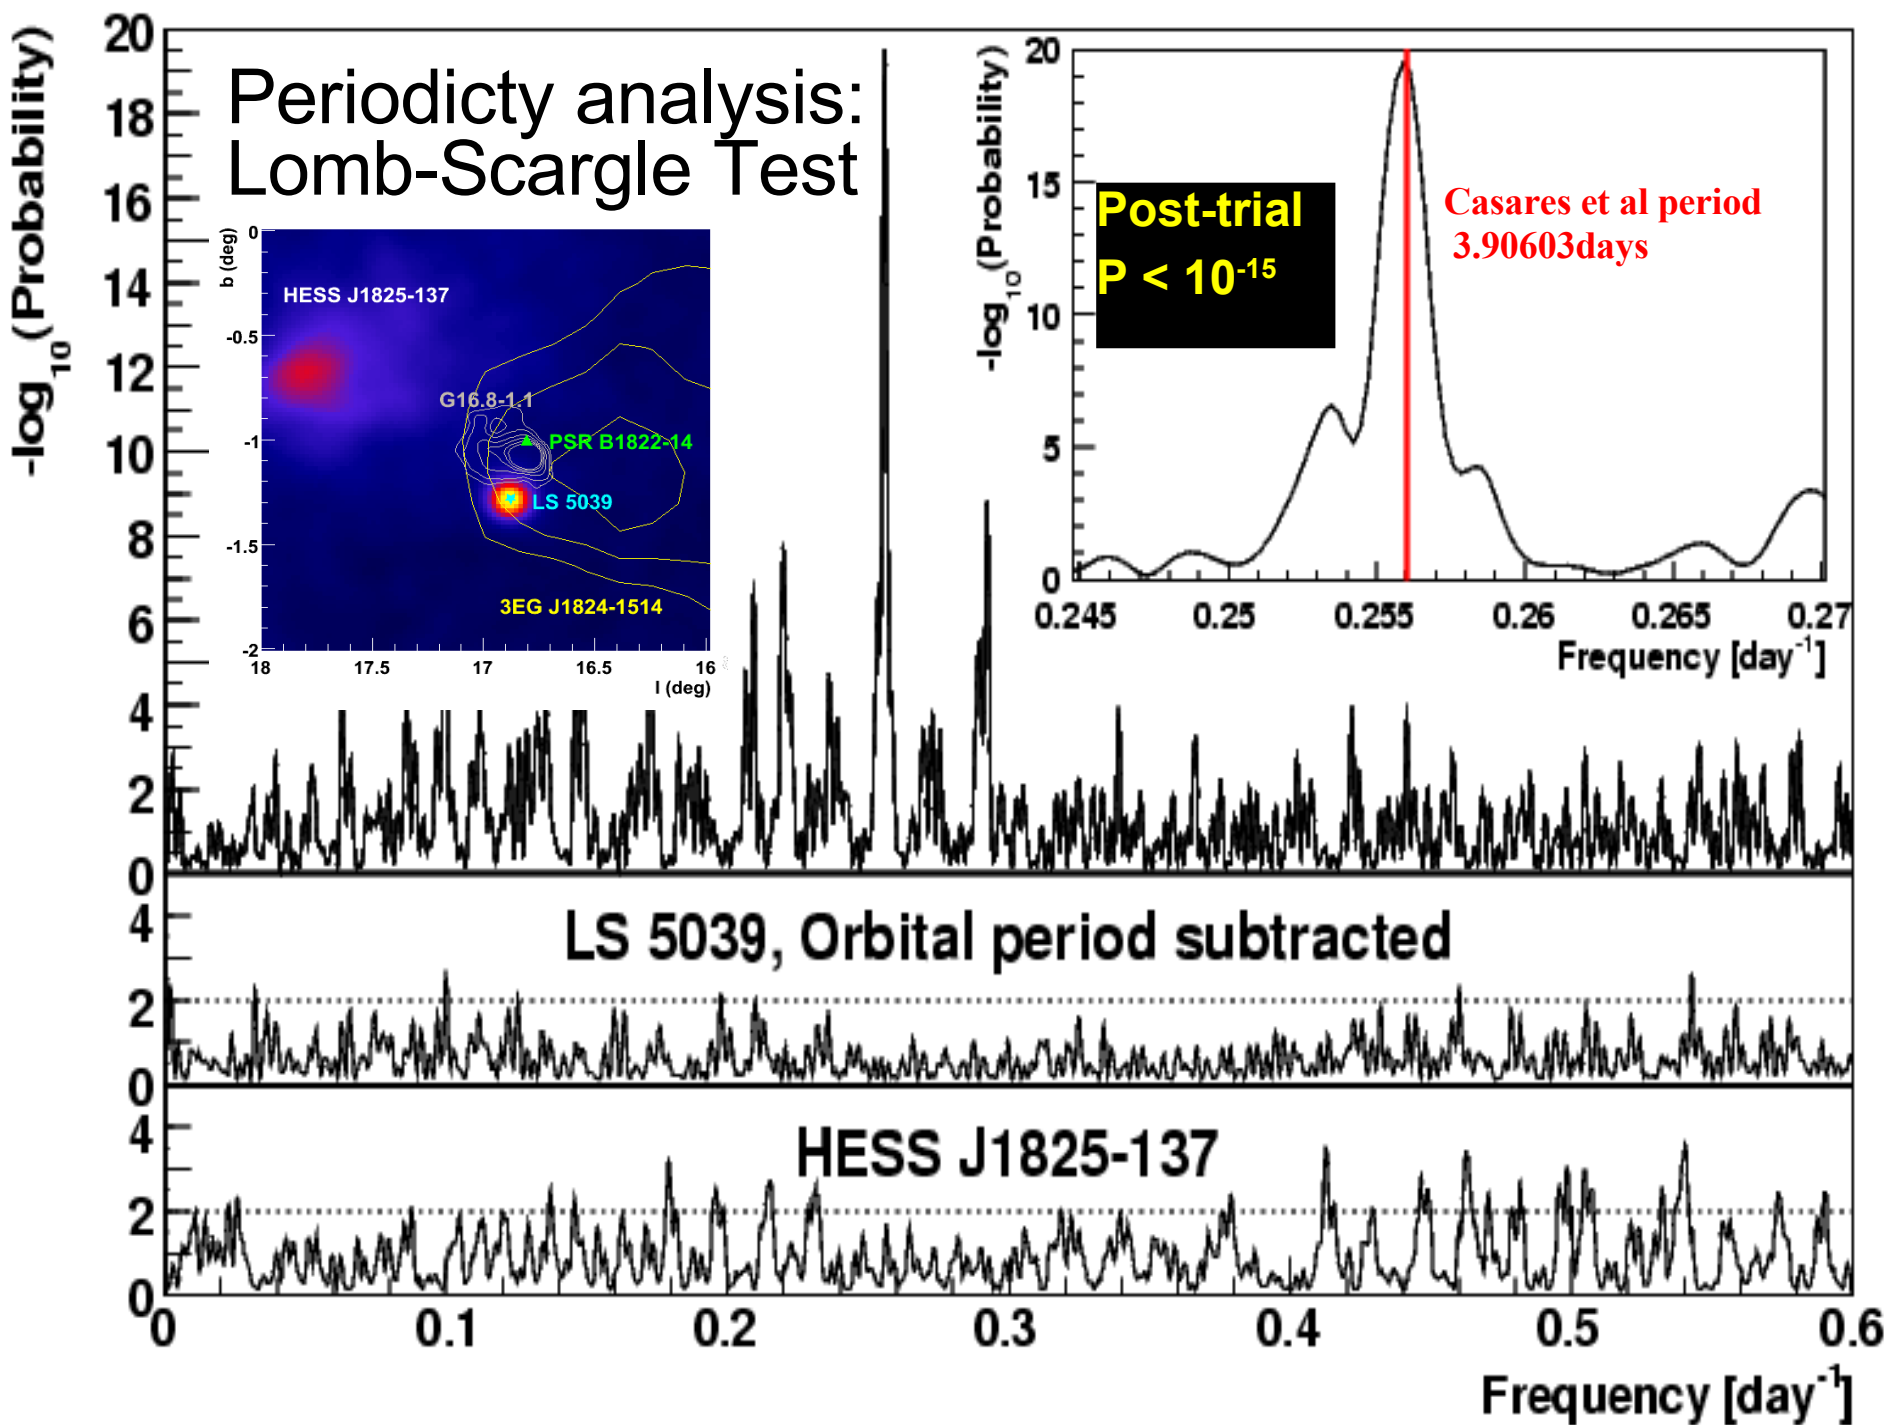 Periodicty analysis:
Lomb-Scargle Test
-log10(Probability)
20
18
16
14
12
10
8
6
4
2
0
b (deg)
0
-0.5
-1
-1.5
-2
HESS J1825-137
G16.8-1.1
PSR B1822-14
LS 5039
3EG J1824-1514
18
17.5
17
16.5
16
l (deg)
-log10(Probability)
20
15
10
5
0
Post-trial
P < 10^-15
Casares et al period
3.90603days
0.245
0.25
0.255
0.26
0.265
0.27
Frequency [day^-1]
4
2
0
LS 5039, Orbital period subtracted
4
2
0
HESS J1825-137
0
0.1
0.2
0.3
0.4
0.5
0.6
Frequency [day^-1]